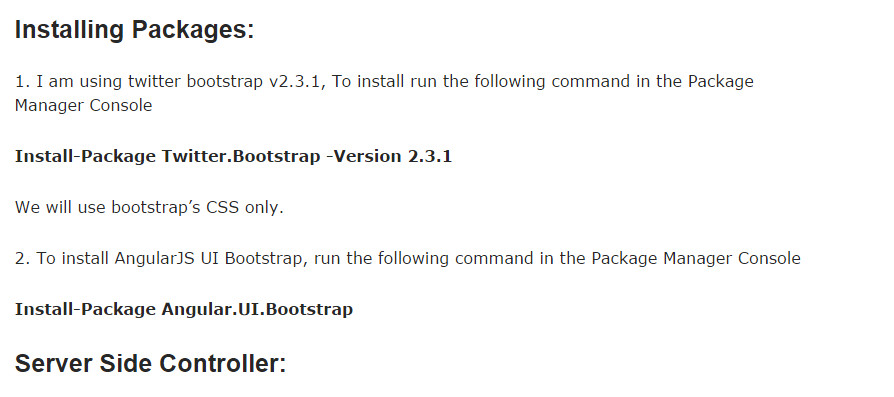 Installing Packages:
1. I am using twitter bootstrap v2.3.1, To install run the following command in the Package
Manager Console
Install-Package Twitter.Bootstrap -Version 2.3.1
We will use bootstrap’s CSS only.
2. To install AngularJS UI Bootstrap, run the following command in the Package Manager Console
Install-Package Angular.UI.Bootstrap
Server Side Controller: